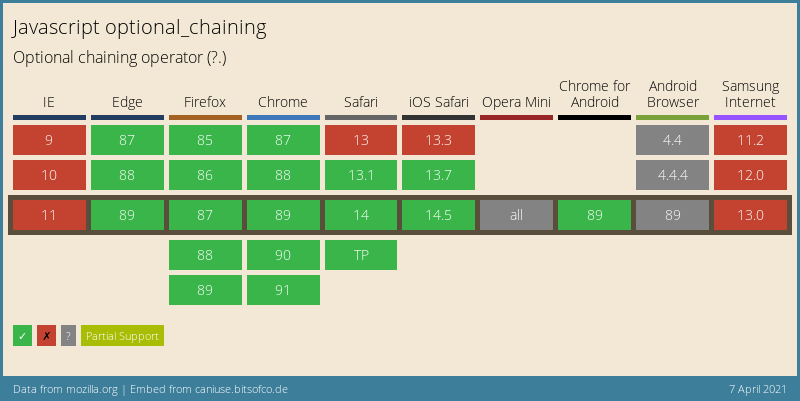 Javascript optional_chaining
Optional chaining operator (?.)
IE Edge Firefox Chrome Safari iOS Safari Opera Mini Chrome for Android Android Browser Samsung Internet
9 87 85 87 13 13.3 4.4 11.2
10 88 86 88 13.1 13.7 4.4.4 12.0
11 89 87 89 14 14.5 all 89 89 13.0
88 90 TP
89 91
✓ ✗ ? Partial Support
Data from mozilla.org | Embed from caniuse.bitsofco.de 7 April 2021